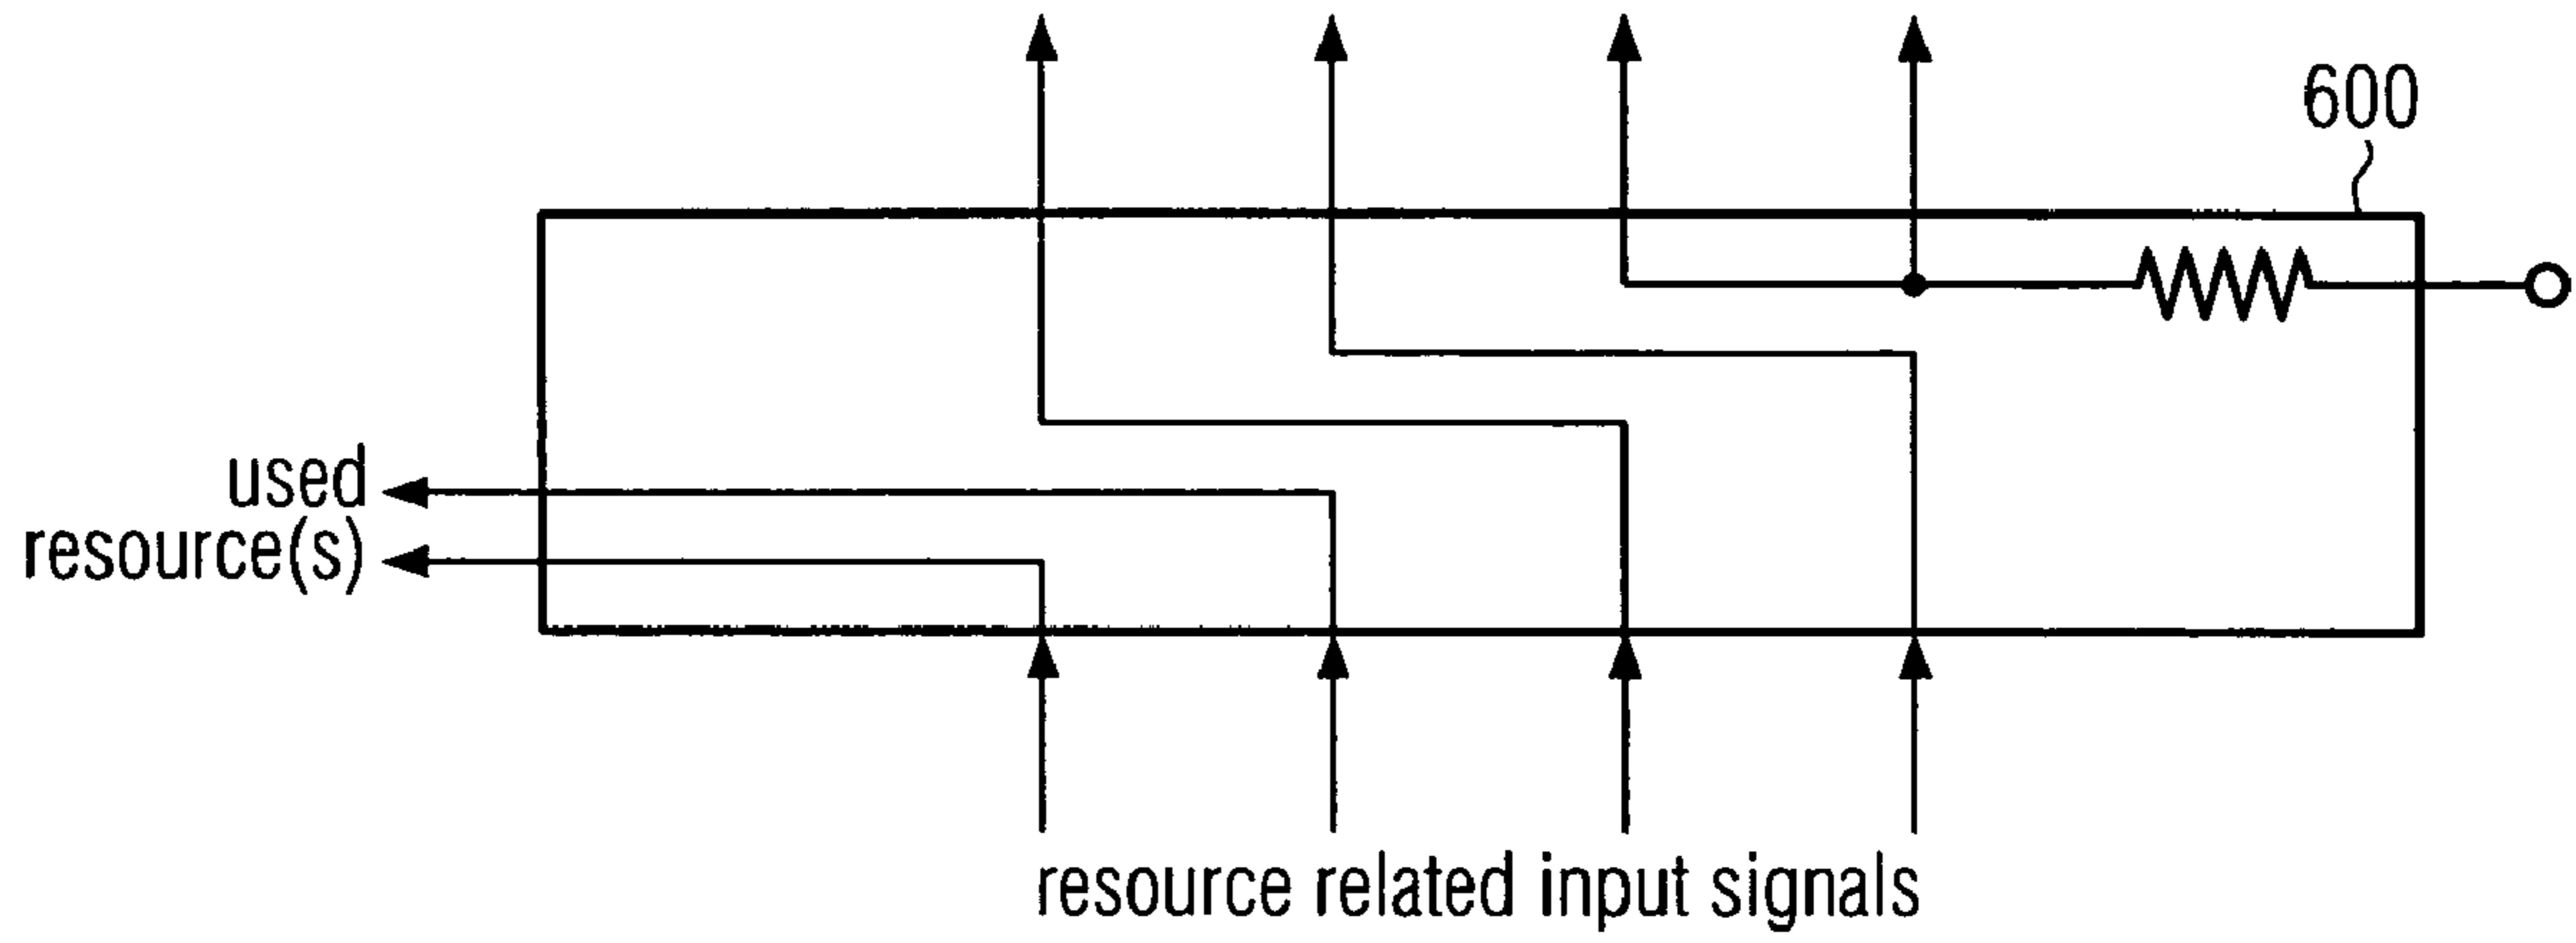 600
used
resource(s)
resource related input signals